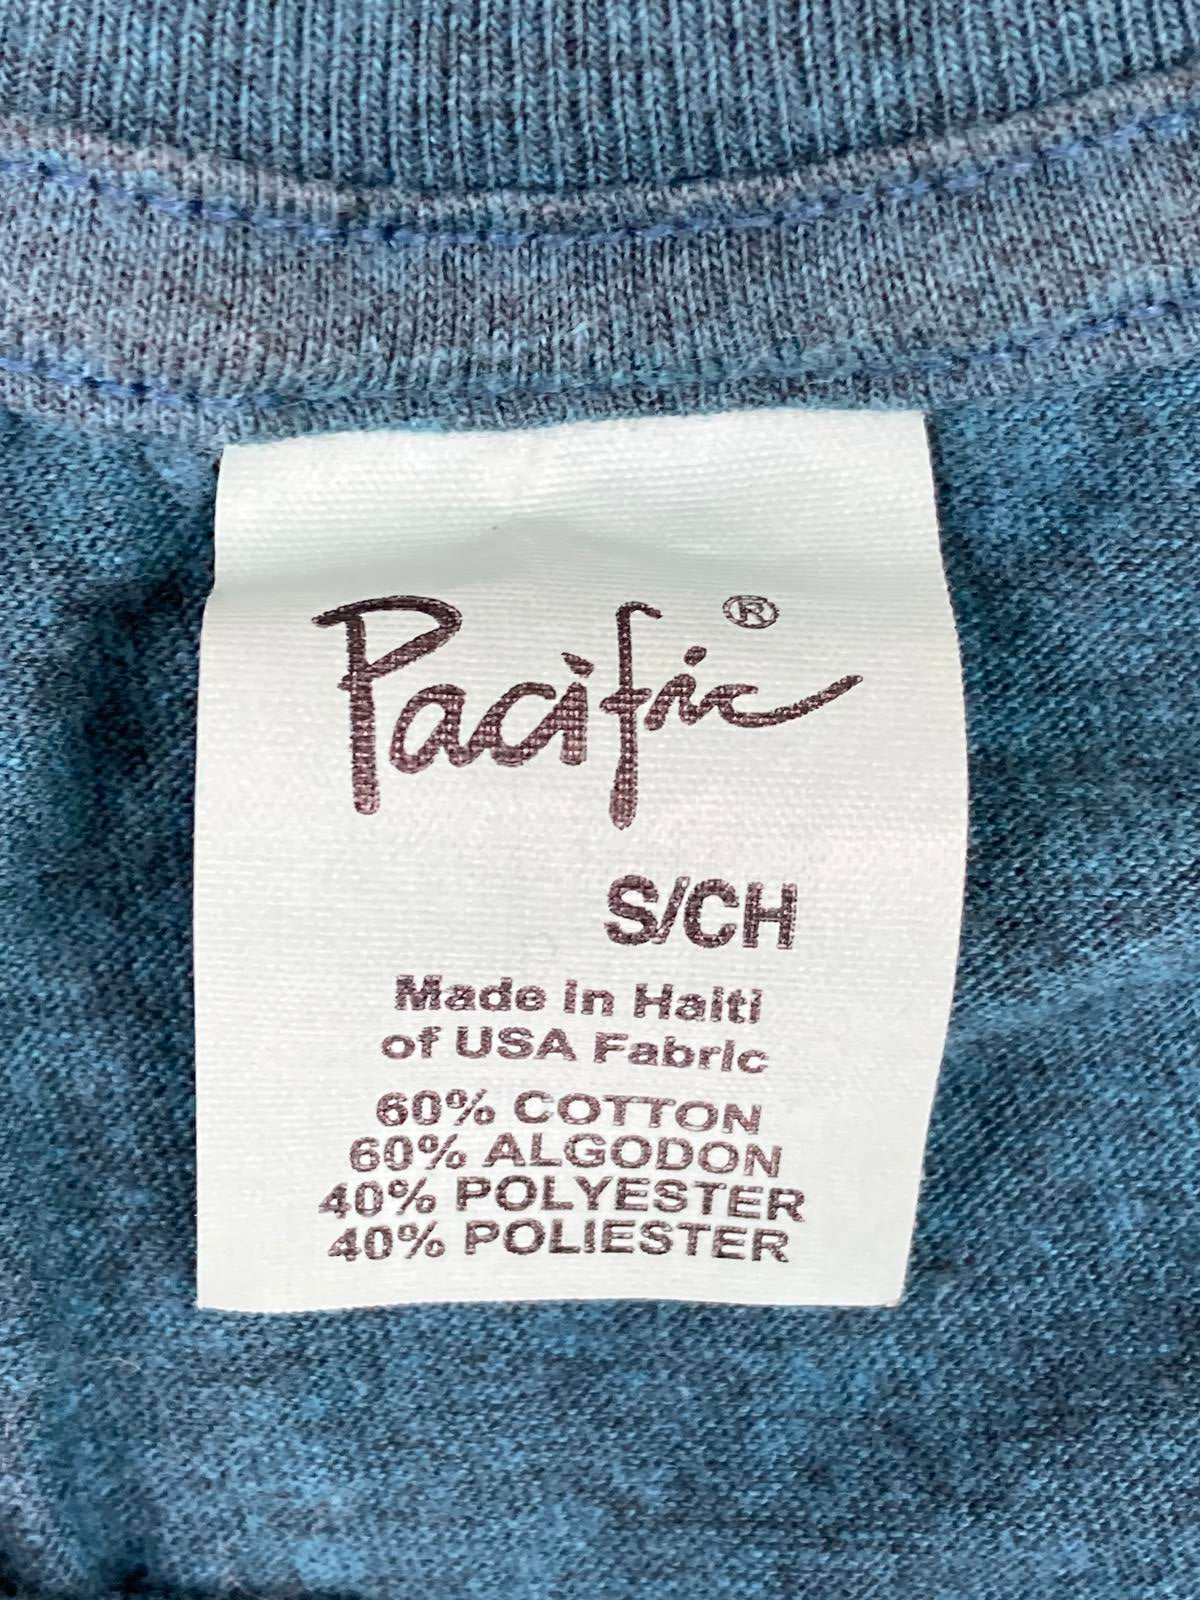 Pacific®
S/CH
Made in Haiti
of USA Fabric
60% COTTON
60% ALGODON
40% POLYESTER
40% POLIESTER